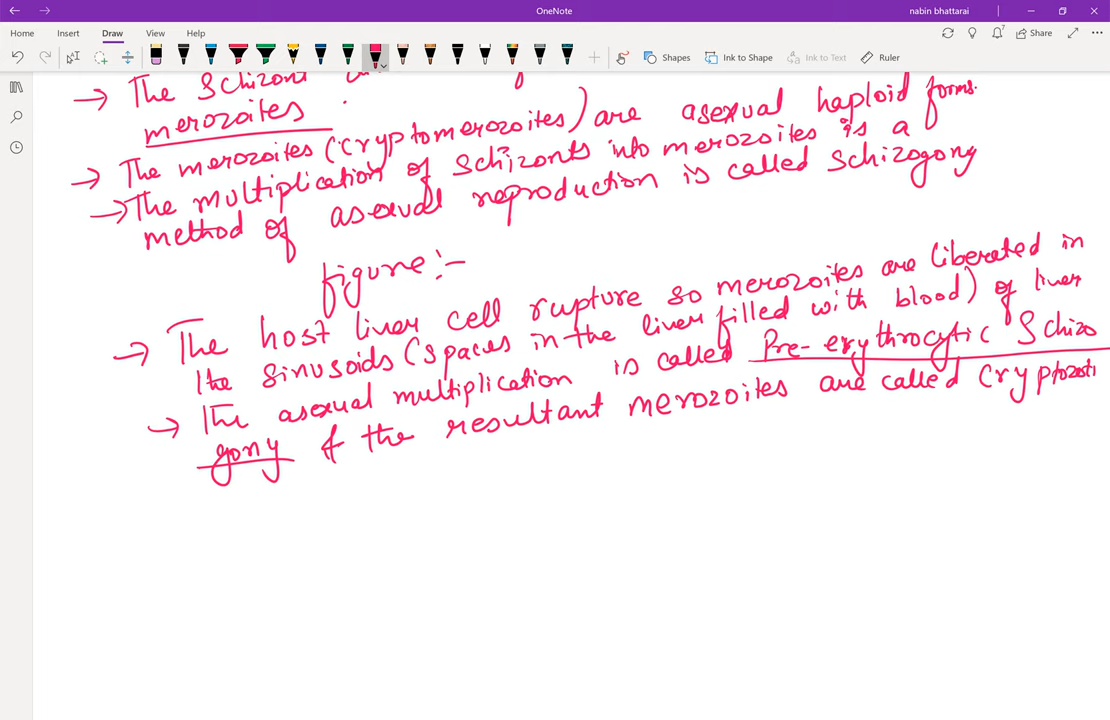 OneNote
nabin bhattarai
Home Insert Draw View Help
Share
Shapes Ink to Shape Ink to Text Ruler
→ The Schizont
merozoites
→ The merozoites (cryptomerozoites) are asexual haploid forms.
→ The multiplication of Schizonts into merozoites is a
method of asexual reproduction is called schizogony
figure:-
→ The host liver cell rupture so merozoites are liberated in
the sinusoids (spaces in the liver filled with blood) of liver
→ The asexual multiplication is called Pre-erythrocytic Schizo
gony & the resultant merozoites are called Cryptozoti